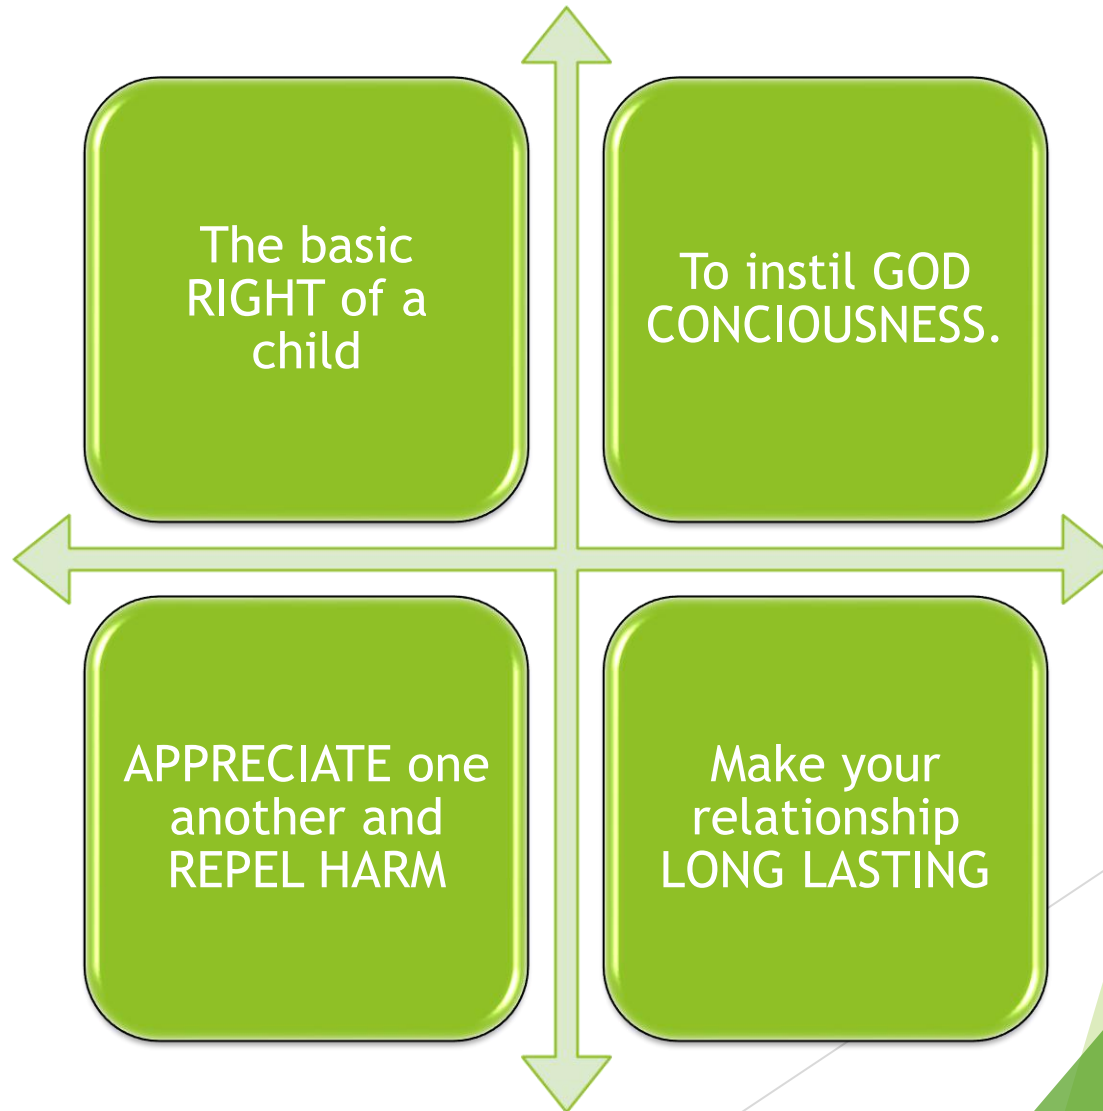 The basic
RIGHT of a
child
To instil GOD
CONCIOUSNESS.
APPRECIATE one
another and
REPEL HARM
Make your
relationship
LONG LASTING